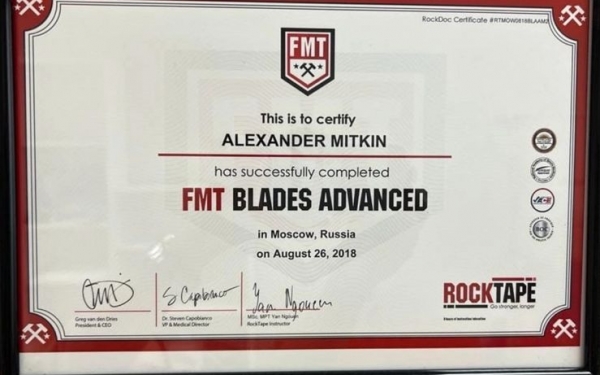 RockDoc Certificate
FMT
This is to certify
ALEXANDER MITKIN
has successfully completed
FMT BLADES ADVANCED
in Moscow, Russia
on August 26, 2018
Greg van den Dries
President & CEO
Dr. Steven Capobianco
VP & Medical Director
MSc, MPT Yan Nguyen
RockTape Instructor
ROCKTAPE
Go stronger, longer
BOC